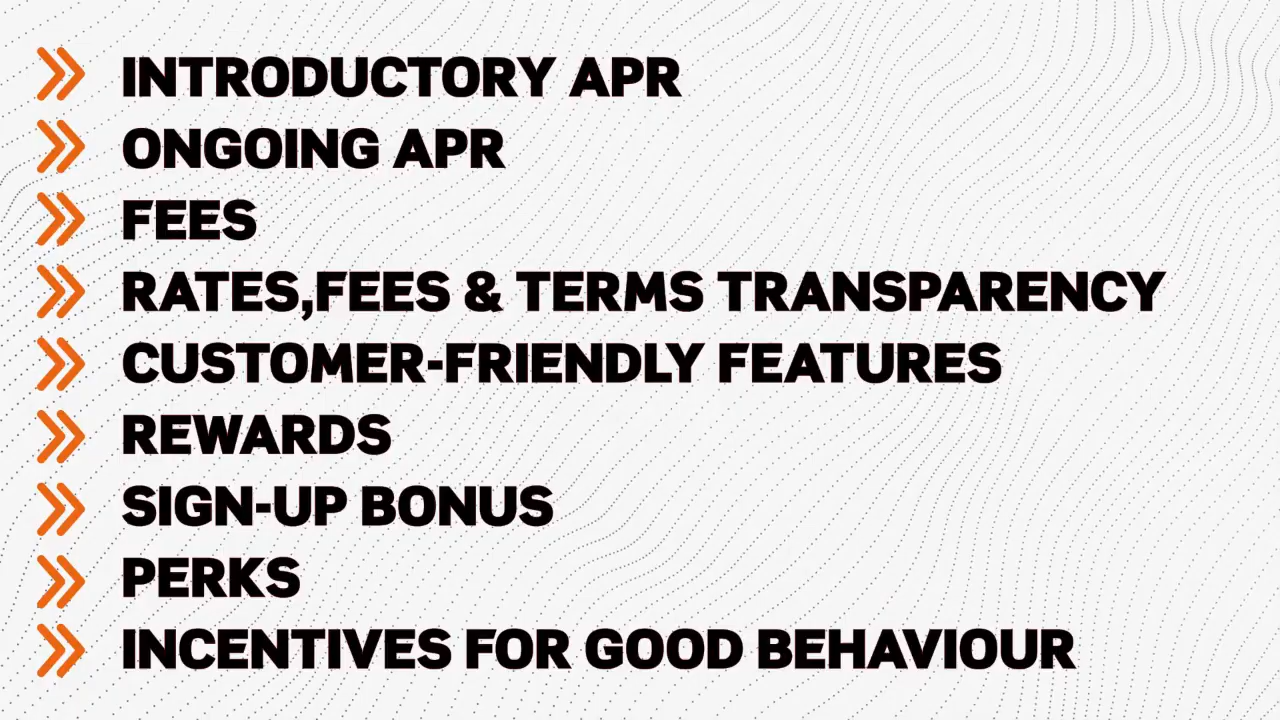 INTRODUCTORY APR
ONGOING APR
FEES
RATES,FEES & TERMS TRANSPARENCY
CUSTOMER-FRIENDLY FEATURES
REWARDS
SIGN-UP BONUS
PERKS
INCENTIVES FOR GOOD BEHAVIOUR